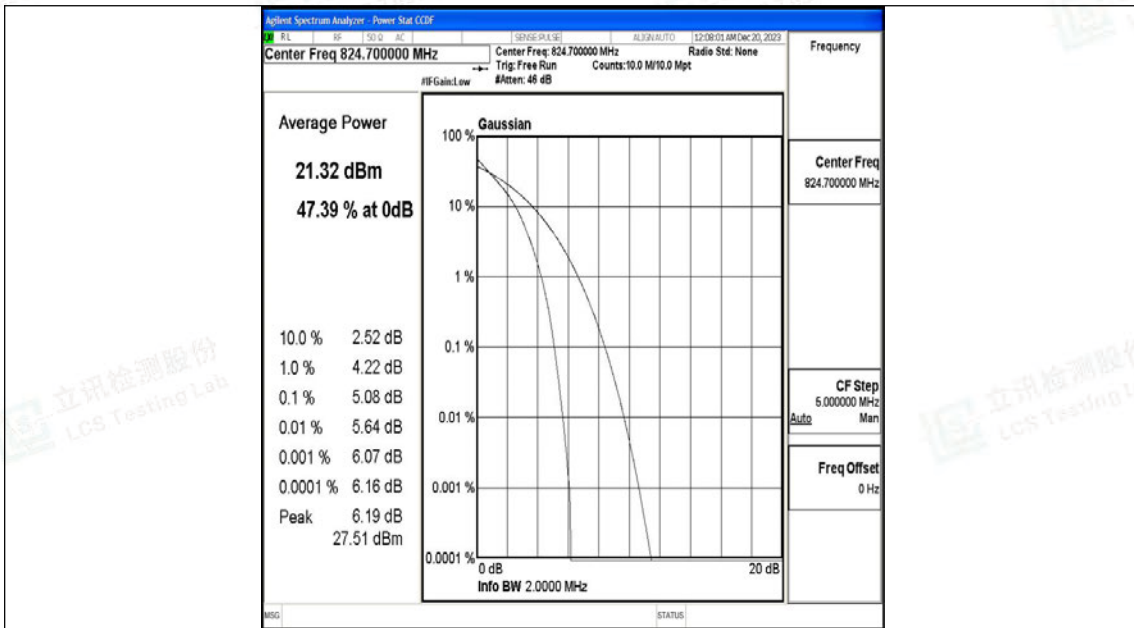 Agilent Spectrum Analyzer - Power Stat CCDF
RL RF 50 Ω AC SENSE:PULSE ALIGNAUTO 12:08:01 AM Dec 20, 2023
Center Freq 824.700000 MHz
Center Freq: 824.700000 MHz Radio Std: None
Trig: Free Run Counts:10.0 M/10.0 Mpt
#IFGain:Low #Atten: 46 dB
Frequency
Average Power
21.32 dBm
47.39 % at 0dB
10.0 % 2.52 dB
1.0 % 4.22 dB
0.1 % 5.08 dB
0.01 % 5.64 dB
0.001 % 6.07 dB
0.0001 % 6.16 dB
Peak 6.19 dB
27.51 dBm
Gaussian
100 %
10 %
1 %
0.1 %
0.01 %
0.001 %
0.0001 %
0 dB 20 dB
Info BW 2.0000 MHz
Center Freq
824.700000 MHz
CF Step
5.000000 MHz
Auto Man
Freq Offset
0 Hz
MSG STATUS
立讯检测股份
LCS Testing Lab
立讯检测股份
LCS Testing L